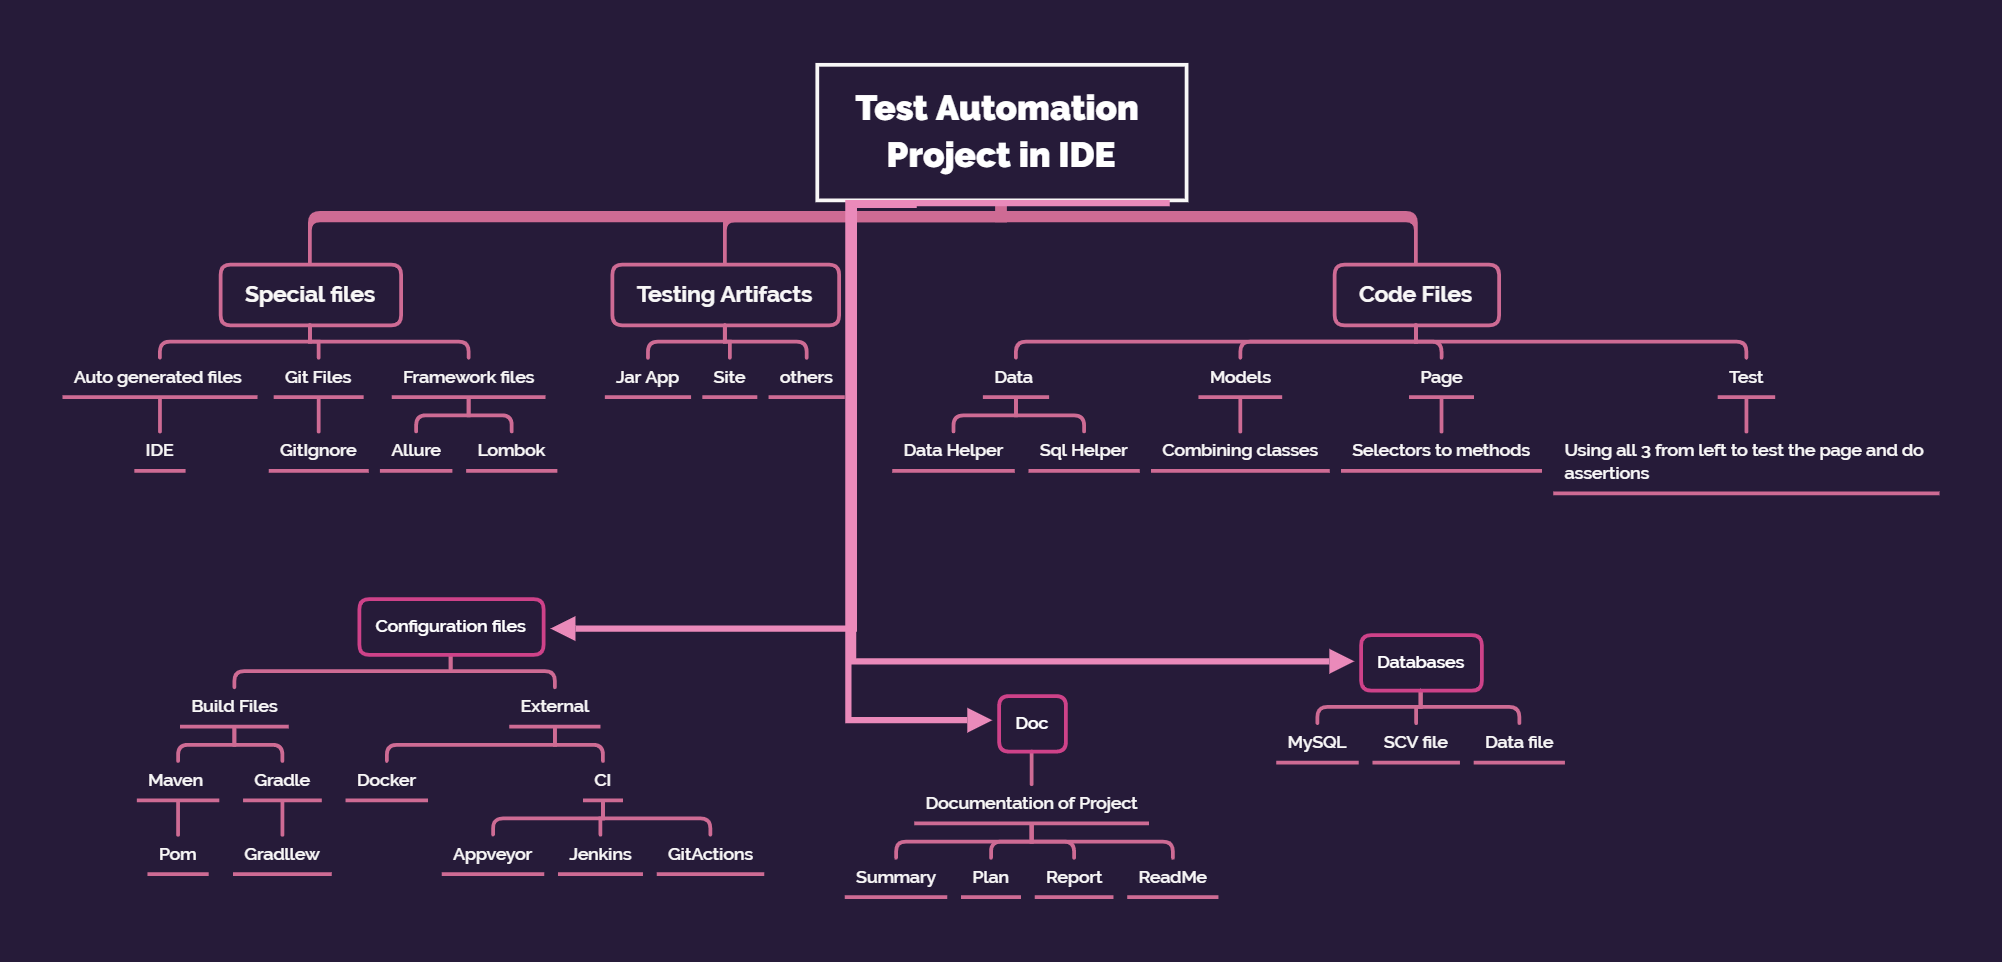 Test Automation
Project in IDE
Special files
Testing Artifacts
Code Files
Auto generated files
Git Files
Framework files
Jar App
Site
others
Data
Models
Page
Test
IDE
GitIgnore
Allure
Lombok
Data Helper
Sql Helper
Combining classes
Selectors to methods
Using all 3 from left to test the page and do
assertions
Configuration files
Databases
Build Files
External
Doc
MySQL
SCV file
Data file
Maven
Gradle
Docker
CI
Documentation of Project
Pom
Gradllew
Appveyor
Jenkins
GitActions
Summary
Plan
Report
ReadMe